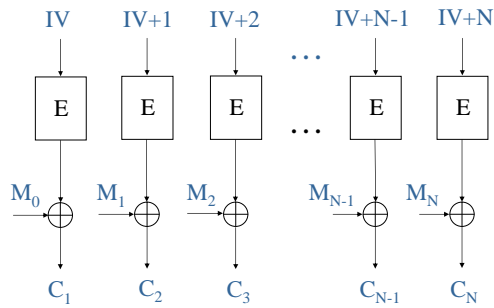 IV IV+1 IV+2 ... IV+N-1 IV+N
E E E ... E E
M0 M1 M2 MN-1 MN
C1 C2 C3 CN-1 CN